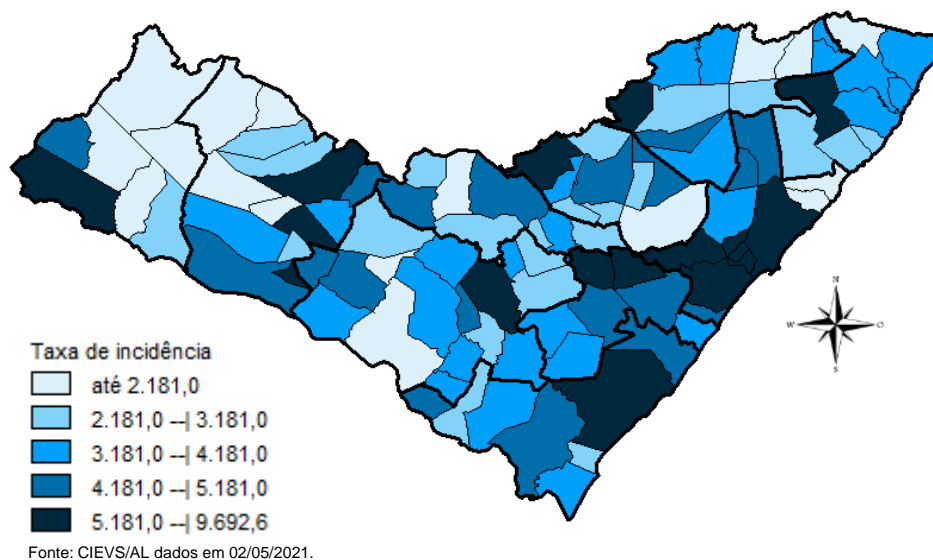 N
W
O
S
Taxa de incidência
até 2.181,0
2.181,0 --| 3.181,0
3.181,0 --| 4.181,0
4.181,0 --| 5.181,0
5.181,0 --| 9.692,6
Fonte: CIEVS/AL dados em 02/05/2021.